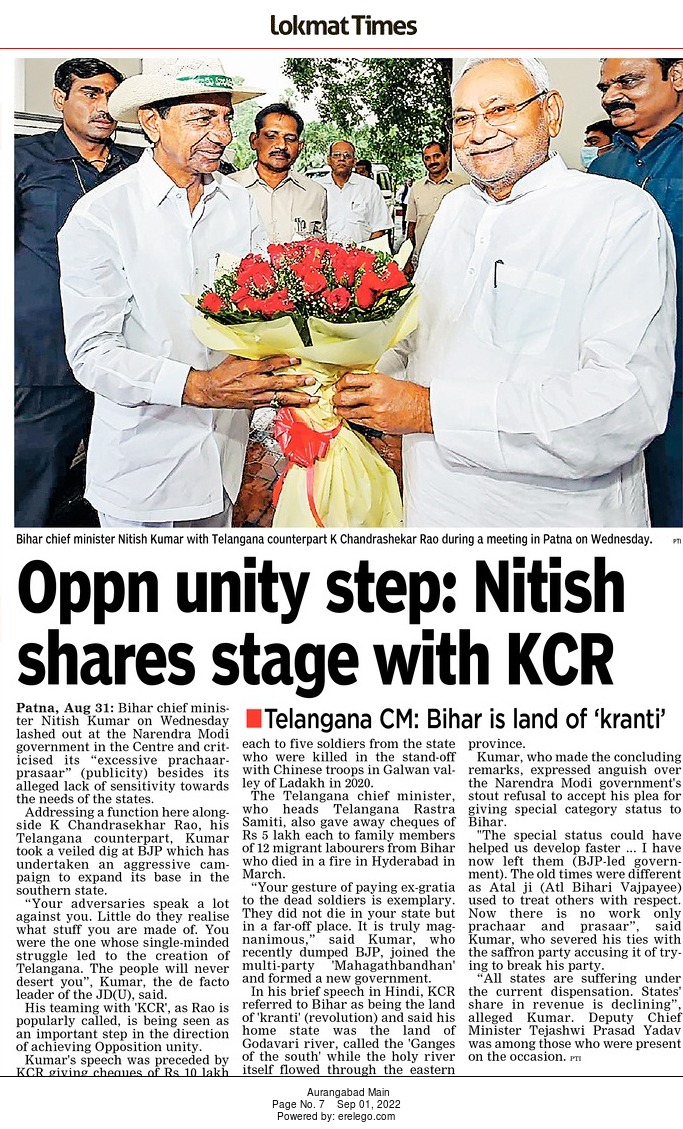 Lokmat Times
Bihar chief minister Nitish Kumar with Telangana counterpart K Chandrashekar Rao during a meeting in Patna on Wednesday. PTI
Oppn unity step: Nitish
shares stage with KCR
Patna, Aug 31: Bihar chief minis-
ter Nitish Kumar on Wednesday
lashed out at the Narendra Modi
government in the Centre and crit-
icised its “excessive prachaar-
prasaar” (publicity) besides its
alleged lack of sensitivity towards
the needs of the states.
Addressing a function here along-
side K Chandrasekhar Rao, his
Telangana counterpart, Kumar
took a veiled dig at BJP which has
undertaken an aggressive cam-
paign to expand its base in the
southern state.
“Your adversaries speak a lot
against you. Little do they realise
what stuff you are made of. You
were the one whose single-minded
struggle led to the creation of
Telangana. The people will never
desert you”, Kumar, the de facto
leader of the JD(U), said.
His teaming with 'KCR', as Rao is
popularly called, is being seen as
an important step in the direction
of achieving Opposition unity.
Kumar's speech was preceded by
KCR giving cheques of Rs 10 lakh
Telangana CM: Bihar is land of ‘kranti’
each to five soldiers from the state
who were killed in the stand-off
with Chinese troops in Galwan val-
ley of Ladakh in 2020.
The Telangana chief minister,
who heads Telangana Rastra
Samiti, also gave away cheques of
Rs 5 lakh each to family members
of 12 migrant labourers from Bihar
who died in a fire in Hyderabad in
March.
“Your gesture of paying ex-gratia
to the dead soldiers is exemplary.
They did not die in your state but
in a far-off place. It is truly mag-
nanimous,” said Kumar, who
recently dumped BJP, joined the
multi-party 'Mahagathbandhan'
and formed a new government.
In his brief speech in Hindi, KCR
referred to Bihar as being the land
of 'kranti' (revolution) and said his
home state was the land of
Godavari river, called the 'Ganges
of the south' while the holy river
itself flowed through the eastern
province.
Kumar, who made the concluding
remarks, expressed anguish over
the Narendra Modi government's
stout refusal to accept his plea for
giving special category status to
Bihar.
"The special status could have
helped us develop faster ... I have
now left them (BJP-led govern-
ment). The old times were different
as Atal ji (Atl Bihari Vajpayee)
used to treat others with respect.
Now there is no work only
prachaar and prasaar”, said
Kumar, who severed his ties with
the saffron party accusing it of try-
ing to break his party.
“All states are suffering under
the current dispensation. States'
share in revenue is declining”,
alleged Kumar. Deputy Chief
Minister Tejashwi Prasad Yadav
was among those who were present
on the occasion. PTI
Aurangabad Main
Page No. 7 Sep 01, 2022
Powered by: erelego.com